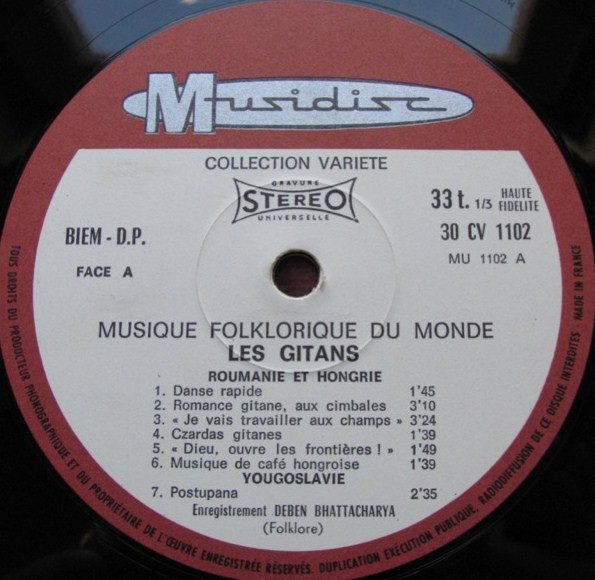 Musidisc
COLLECTION VARIETE
GRAVURE
STEREO
UNIVERSELLE
33 t. 1/3 HAUTE FIDELITE
BIEM - D.P.
30 CV 1102
FACE A
MU 1102 A
MUSIQUE FOLKLORIQUE DU MONDE
LES GITANS
ROUMANIE ET HONGRIE
1. Danse rapide 1'45
2. Romance gitane, aux cimbales 3'10
3. « Je vais travailler aux champs » 3'24
4. Czardas gitanes 1'39
5. « Dieu, ouvre les frontières ! » 1'49
6. Musique de café hongroise 1'39
YOUGOSLAVIE
7. Postupana 2'35
Enregistrement DEBEN BHATTACHARYA
(Folklore)
TOUS DROITS DU PRODUCTEUR PHONOGRAPHIQUE ET DU PROPRIÉTAIRE DE L'ŒUVRE ENREGISTRÉE RÉSERVÉS. DUPLICATION EXÉCUTION PUBLIQUE, RADIODIFFUSION DE CE DISQUE INTERDITES - MADE IN FRANCE